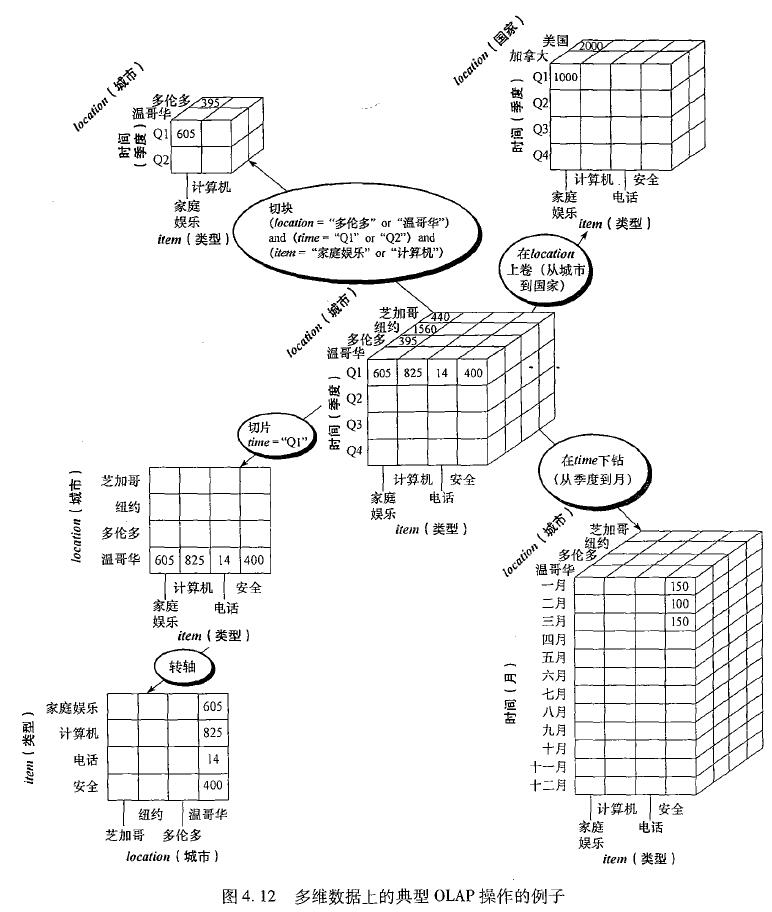 location（城市）
多伦多 395
温哥华
Q1 605
Q2
时间（季度）
计算机
家庭
娱乐
item（类型）
location（国家）
美国 2000
加拿大
Q1 1000
Q2
Q3
Q4
时间（季度）
计算机 安全
家庭 电话
娱乐
item（类型）
切块
(location = “多伦多” or “温哥华”)
and (time = “Q1” or “Q2”) and
(item = “家庭娱乐” or “计算机”)
在location
上卷（从城市
到国家）
location（城市）
芝加哥 440
纽约 1560
多伦多 395
温哥华
Q1 605 825 14 400
Q2
Q3
Q4
时间（季度）
计算机 安全
家庭 电话
娱乐
item（类型）
切片
time = “Q1”
在time下钻
（从季度到月）
location（城市）
芝加哥
纽约
多伦多
温哥华 605 825 14 400
计算机 安全
家庭 电话
娱乐
item（类型）
转轴
item（类型）
家庭娱乐 605
计算机 825
电话 14
安全 400
纽约 温哥华
芝加哥 多伦多
location（城市）
location（城市）
芝加哥
纽约
多伦多
温哥华
一月 150
二月 100
三月 150
四月
五月
六月
七月
八月
九月
十月
十一月
十二月
时间（月）
计算机 安全
家庭 电话
娱乐
item（类型）
图 4. 12 多维数据上的典型 OLAP 操作的例子